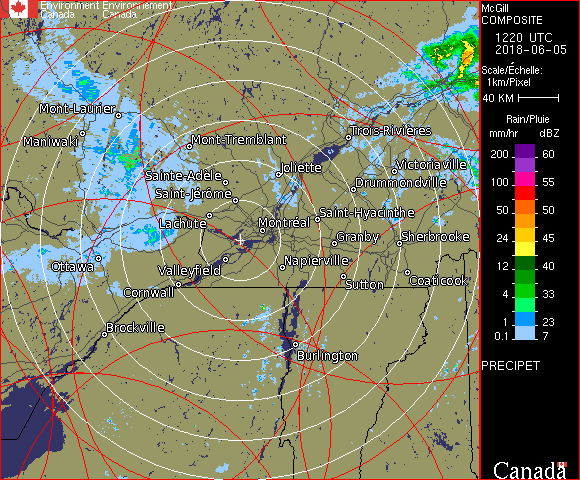 Environment Environnement
Canada Canada
McGill
COMPOSITE
1220 UTC
2018-06-05
Scale/Échelle:
1km/Pixel
40 KM
Rain/Pluie
mm/hr dBZ
200 60
100 55
50 50
24 45
12 40
4 33
1 23
0.1 7
PRECIPET
Canada
Mont-Laurier
Maniwaki
Mont-Tremblant
Trois-Rivières
Sainte-Adèle
Joliette
Victoriaville
Saint-Jérôme
Drummondville
Lachute
Montréal
Saint-Hyacinthe
Granby
Sherbrooke
Ottawa
Valleyfield
Napierville
Cornwall
Sutton
Coaticook
Brockville
Burlington